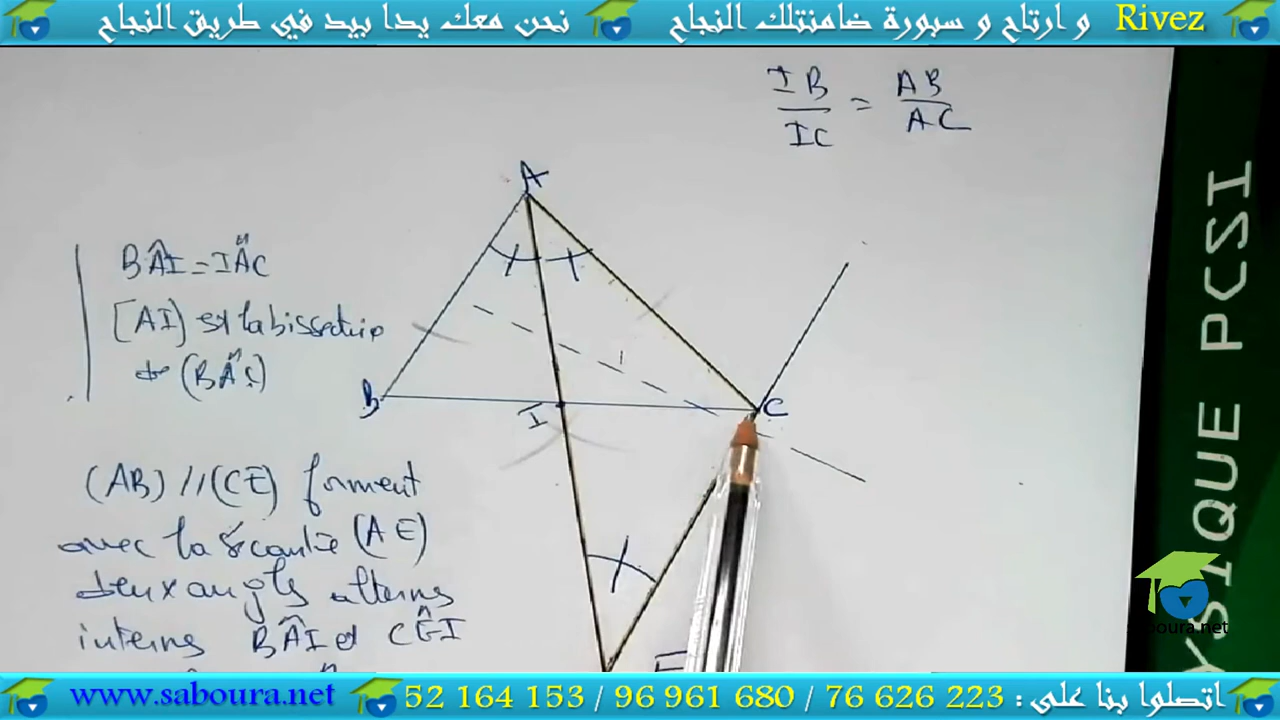 نحن معك يدا بيد في طريق النجاح
و ارتاح و سبورة ضامنتلك النجاح Rivez
IB/IC = AB/AC
A
BÂI = IÂC
[AI) est la bissectrice
de (BÂC)
B
I
C
(AB) // (CE) forment
avec la sécante (AE)
deux angles alternes
internes BÂI et CÊI
E
PHYSIQUE PCSI
saboura.net
www.saboura.net
52 164 153 / 96 961 680 / 76 626 223 : اتصلوا بنا على